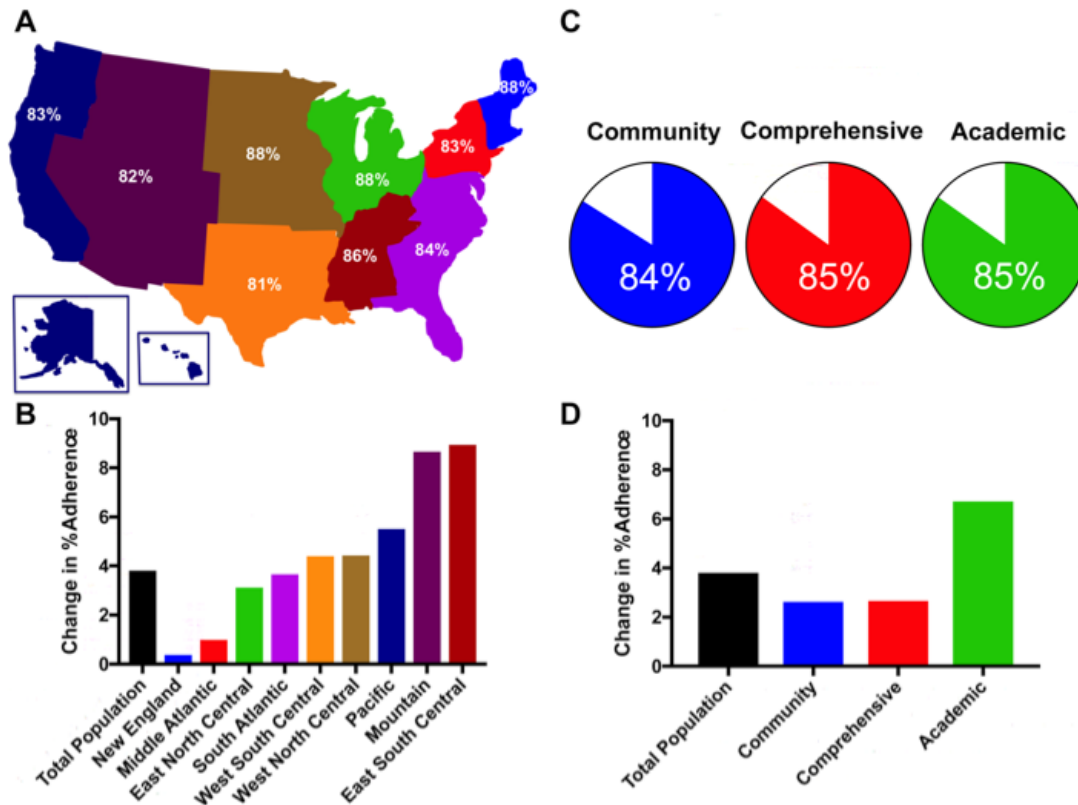 A
83%
82%
88%
88%
83%
88%
86%
84%
81%
B
Change in %Adherence
10
8
6
4
2
0
Total Population
New England
Middle Atlantic
East North Central
South Atlantic
West South Central
West North Central
Pacific
Mountain
East South Central
C
Community
Comprehensive
Academic
84%
85%
85%
D
Change in %Adherence
10
8
6
4
2
0
Total Population
Community
Comprehensive
Academic